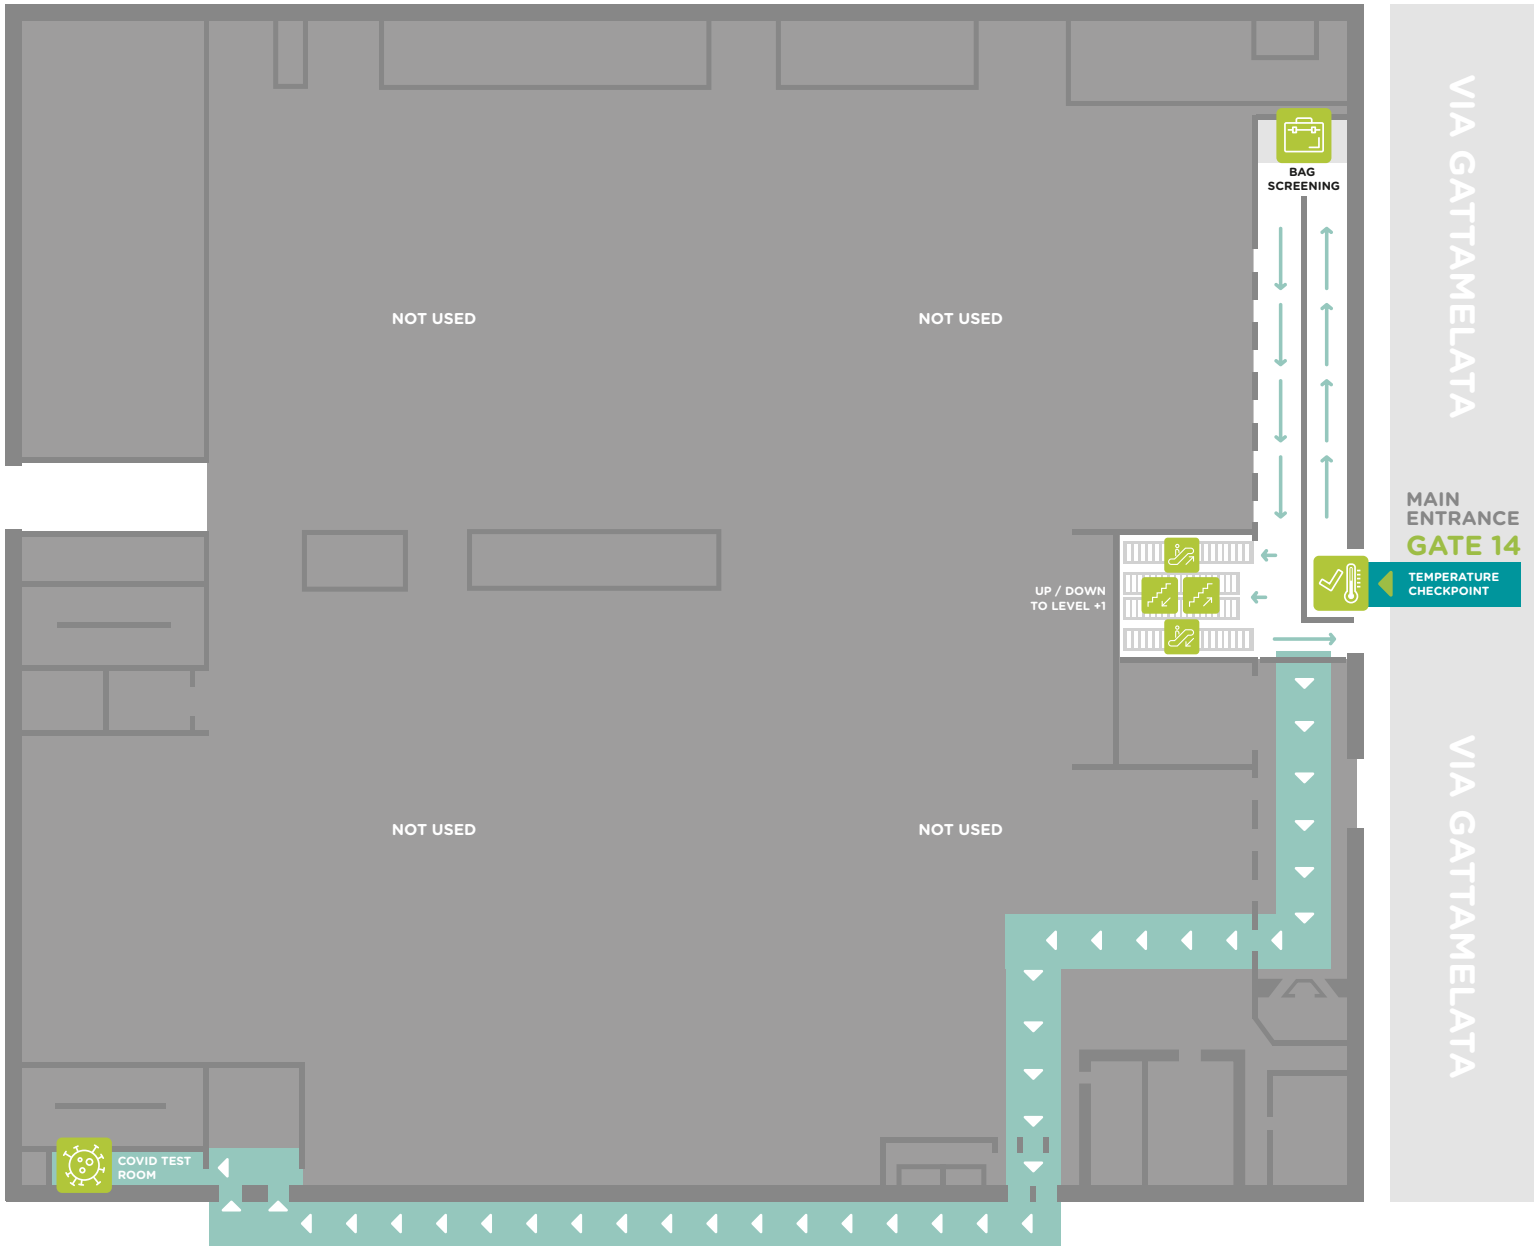 VIA GATTAMELATA
BAG
SCREENING
NOT USED
NOT USED
MAIN
ENTRANCE
GATE 14
TEMPERATURE
CHECKPOINT
UP / DOWN
TO LEVEL +1
VIA GATTAMELATA
NOT USED
NOT USED
COVID TEST
ROOM